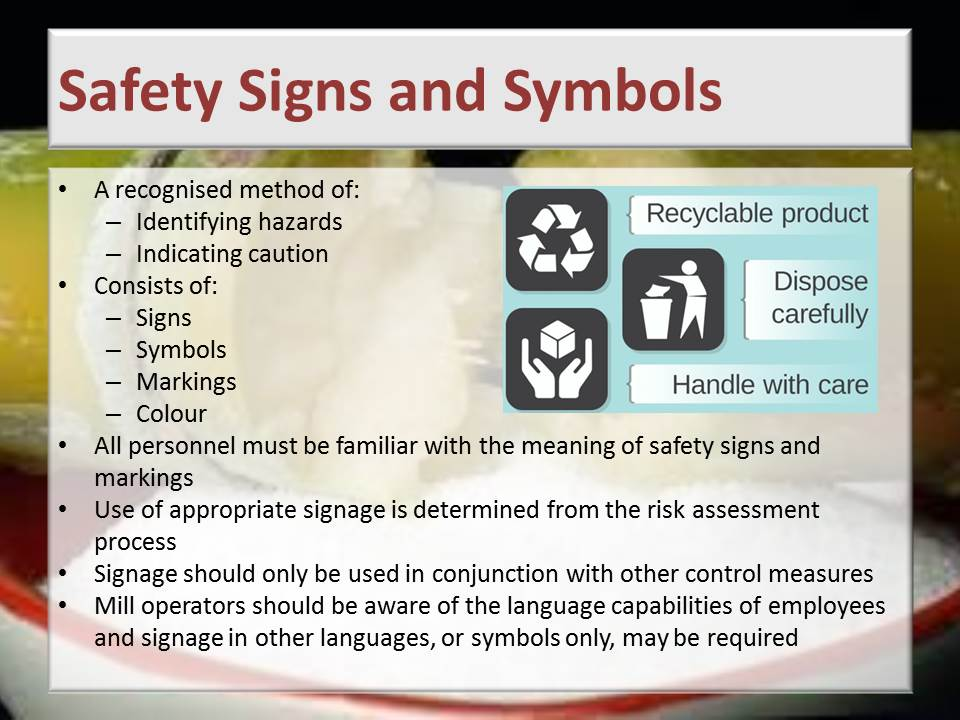 Safety Signs and Symbols
• A recognised method of:
– Identifying hazards
– Indicating caution
• Consists of:
– Signs
– Symbols
– Markings
– Colour
Recyclable product
Dispose
carefully
Handle with care
• All personnel must be familiar with the meaning of safety signs and
markings
• Use of appropriate signage is determined from the risk assessment
process
• Signage should only be used in conjunction with other control measures
• Mill operators should be aware of the language capabilities of employees
and signage in other languages, or symbols only, may be required